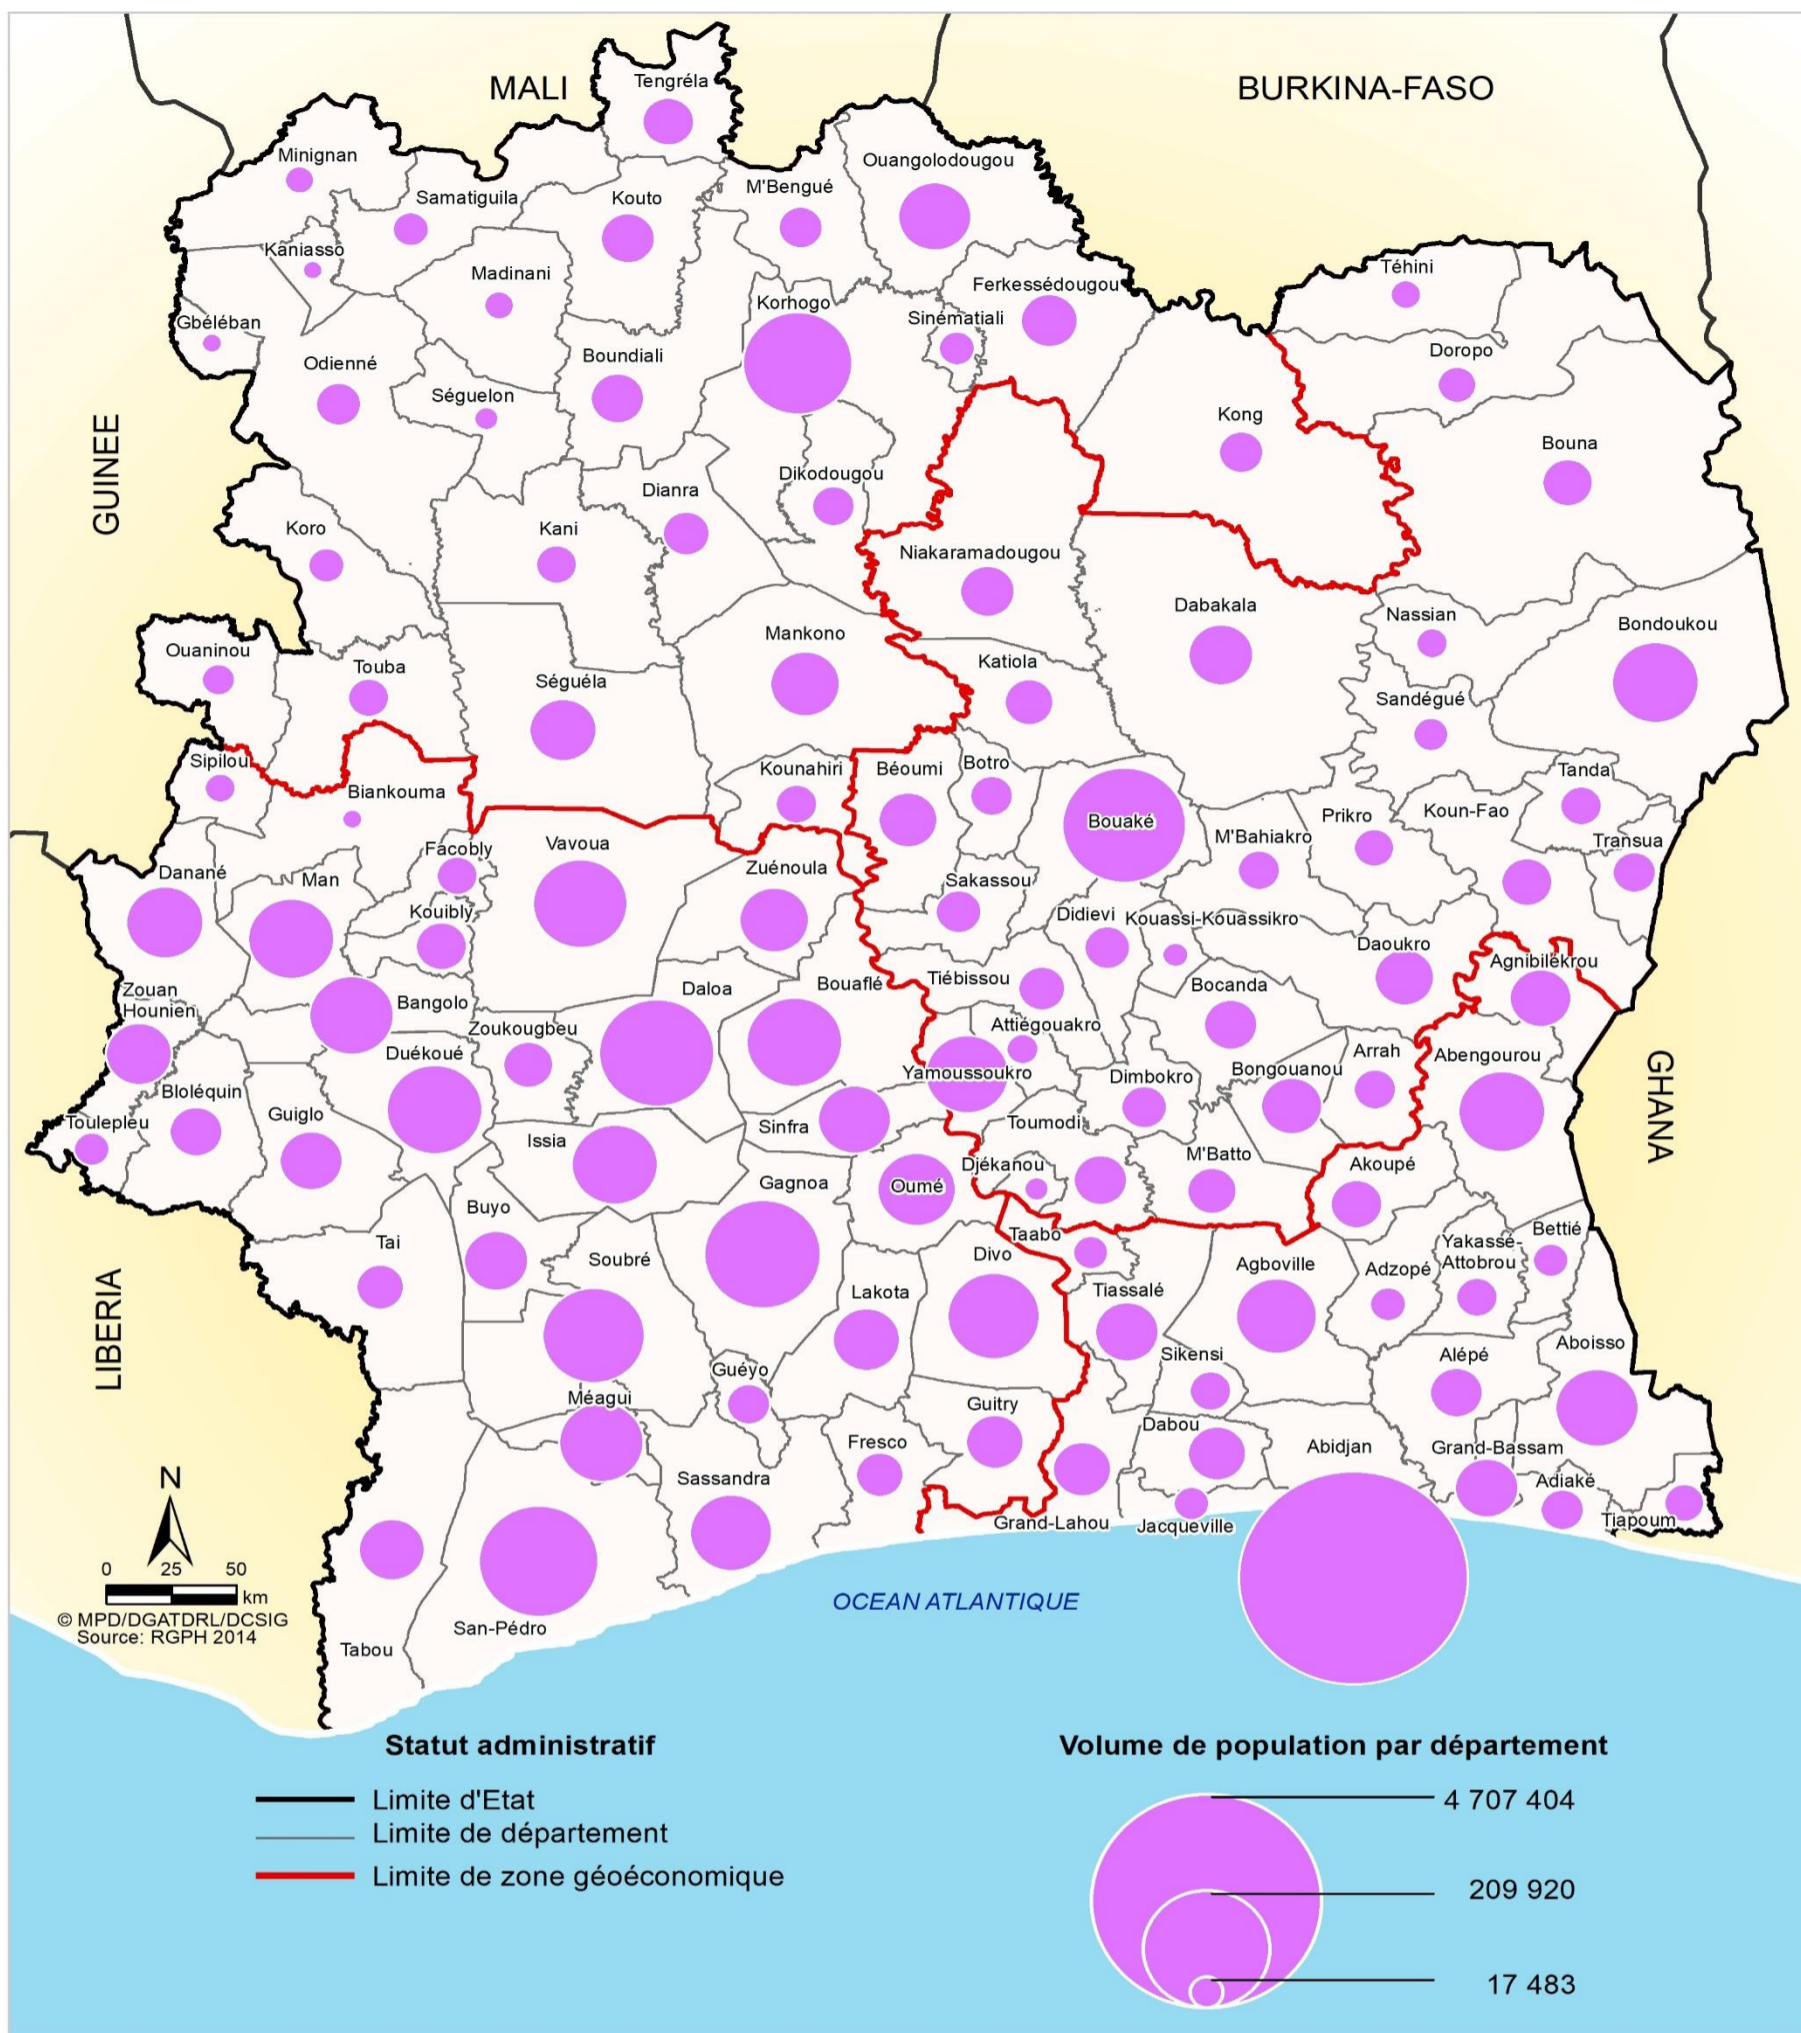 MALI
BURKINA-FASO
Tengréla
Minignan
Ouangolodougou
M'Bengué
Samatiguila
Kouto
Kaniasso
Téhini
Madinani
Ferkessédougou
Korhogo
Sinématiali
Gbéléban
Doropo
Boundiali
Odienné
Séguelon
Kong
Bouna
GUINEE
Dikodougou
Dianra
Koro
Kani
Niakaramadougou
Dabakala
Nassian
Bondoukou
Mankono
Ouaninou
Touba
Katiola
Séguéla
Sandégué
Sipilou
Kounahiri
Béoumi
Botro
Tanda
Biankouma
Koun-Fao
Prikro
Bouaké
M'Bahiakro
Transua
Vavoua
Facobly
Zuénoula
Danané
Man
Sakassou
Kouibly
Didievi
Kouassi-Kouassikro
Daoukro
Agnibilékrou
Tiébissou
Bouaflé
Bocanda
Daloa
Zouan
Hounien
Bangolo
Attiégouakro
Zoukougbeu
Duékoué
Arrah
Abengourou
Yamoussoukro
Bongouanou
Dimbokro
GHANA
Bloléquin
Guiglo
Toulepleu
Toumodi
Sinfra
Issia
M'Batto
Djékanou
Akoupé
Gagnoa
Oumé
Buyo
Bettié
Taabo
Tai
Yakassé-
Attobrou
Divo
Soubré
Agboville
Adzopé
Tiassalé
Lakota
LIBERIA
Aboisso
Sikensi
Alépé
Guéyo
Méagui
Guitry
Dabou
Fresco
Abidjan
Grand-Bassam
Sassandra
Adiaké
N
Tiapoum
Grand-Lahou
Jacqueville
0 25 50
km
OCEAN ATLANTIQUE
© MPD/DGATDRL/DCSIG
Source: RGPH 2014
San-Pédro
Tabou
Statut administratif
Limite d'Etat
Limite de département
Limite de zone géoéconomique
Volume de population par département
4 707 404
209 920
17 483